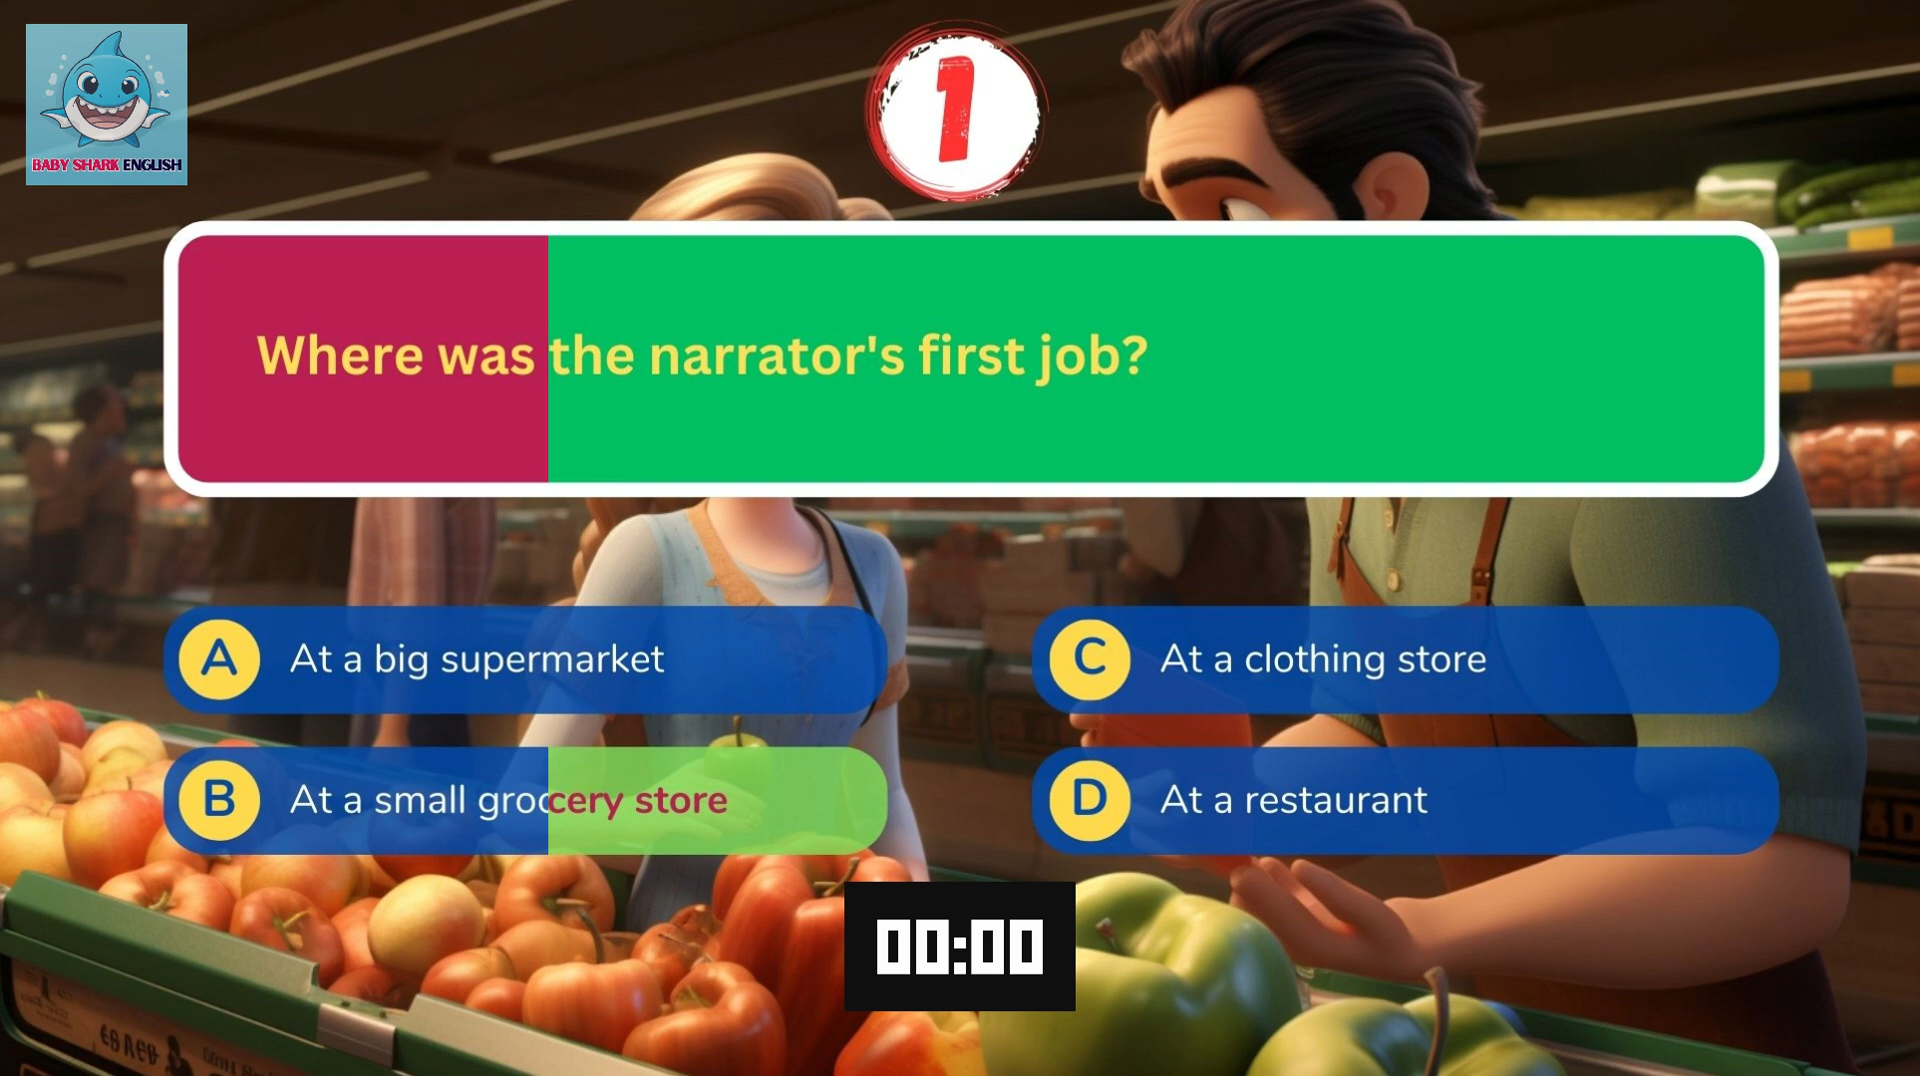 BABY SHARK ENGLISH
1
Where was the narrator's first job?
A At a big supermarket
B At a small groccery store
C At a clothing store
D At a restaurant
00:00